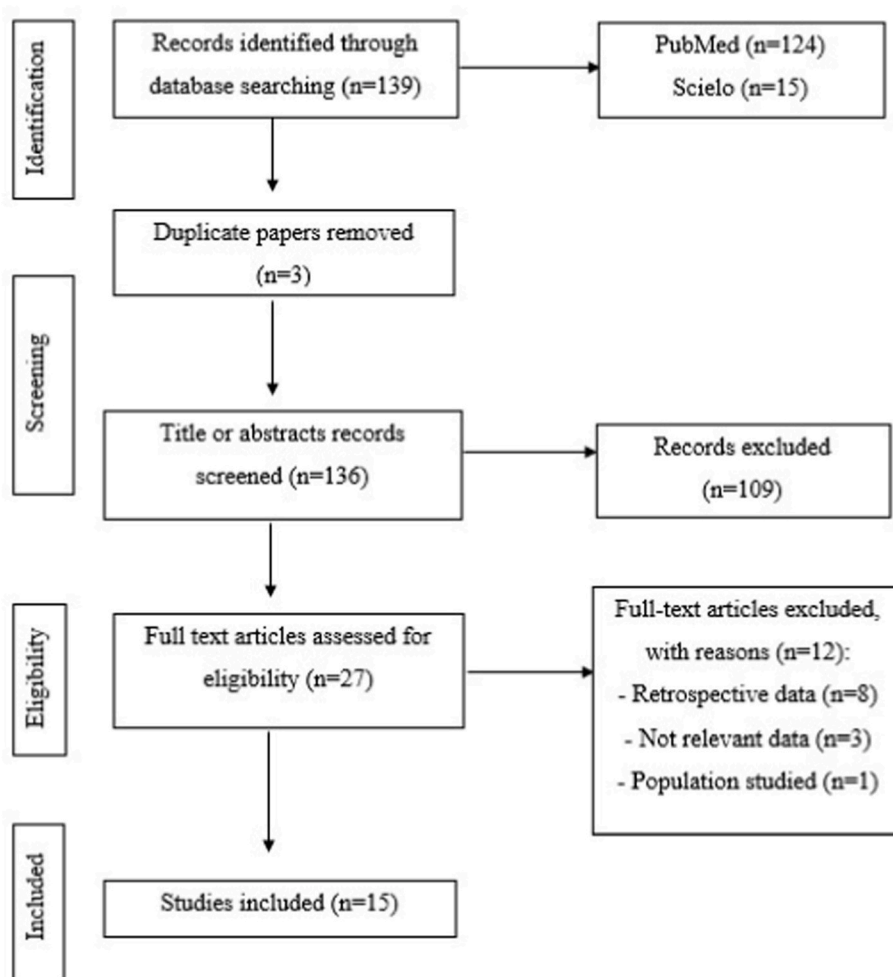 Identification
Records identified through
database searching (n=139)
PubMed (n=124)
Scielo (n=15)
Duplicate papers removed
(n=3)
Screening
Title or abstracts records
screened (n=136)
Records excluded
(n=109)
Eligibility
Full text articles assessed for
eligibility (n=27)
Full-text articles excluded,
with reasons (n=12):
- Retrospective data (n=8)
- Not relevant data (n=3)
- Population studied (n=1)
Included
Studies included (n=15)